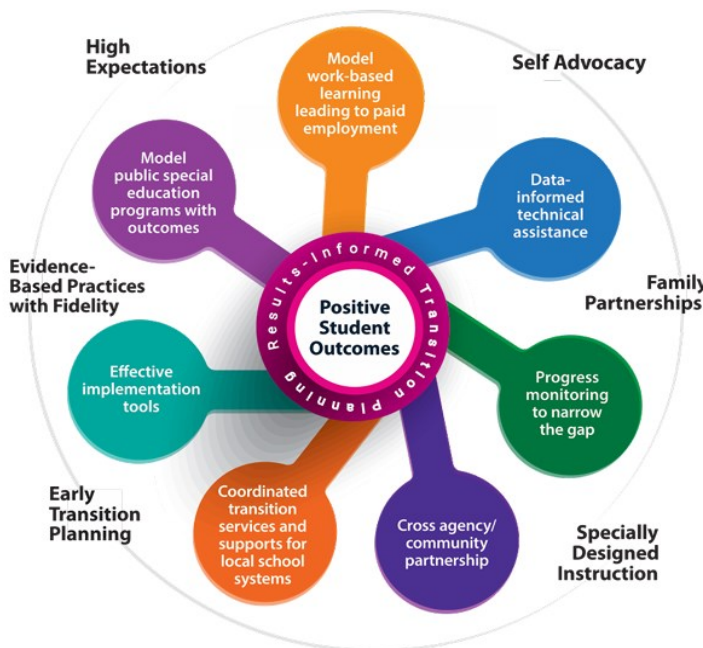 High
Expectations
Self Advocacy
Model
work-based
learning
leading to paid
employment
Model
public special
education
programs with
outcomes
Data-
informed
technical
assistance
Evidence-
Based Practices
with Fidelity
Family
Partnerships
Results-Informed Transition Planning
Positive
Student
Outcomes
Effective
implementation
tools
Progress
monitoring
to narrow
the gap
Early
Transition
Planning
Coordinated
transition
services and
supports for
local school
systems
Cross agency/
community
partnership
Specially
Designed
Instruction